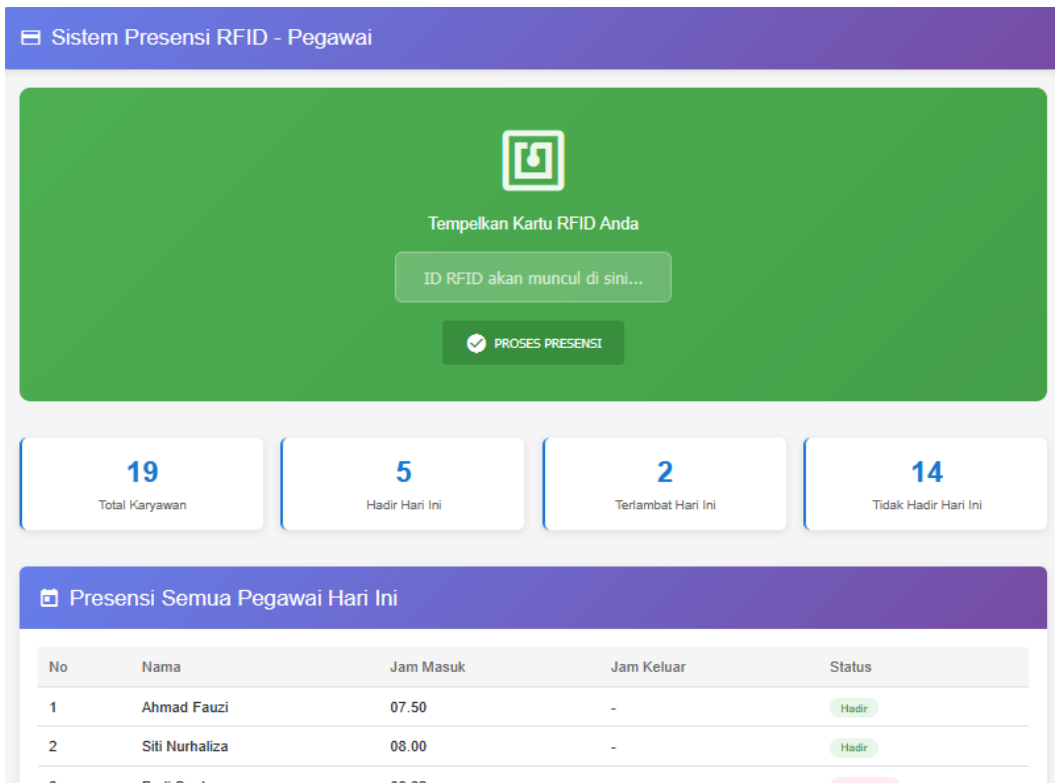 Sistem Presensi RFID - Pegawai
Tempelkan Kartu RFID Anda
ID RFID akan muncul di sini...
PROSES PRESENSI
19 5 2 14
Total Karyawan Hadir Hari Ini Terlambat Hari Ini Tidak Hadir Hari Ini
Presensi Semua Pegawai Hari Ini
No Nama Jam Masuk Jam Keluar Status
1 Ahmad Fauzi 07.50 - Hadir
2 Siti Nurhaliza 08.00 - Hadir